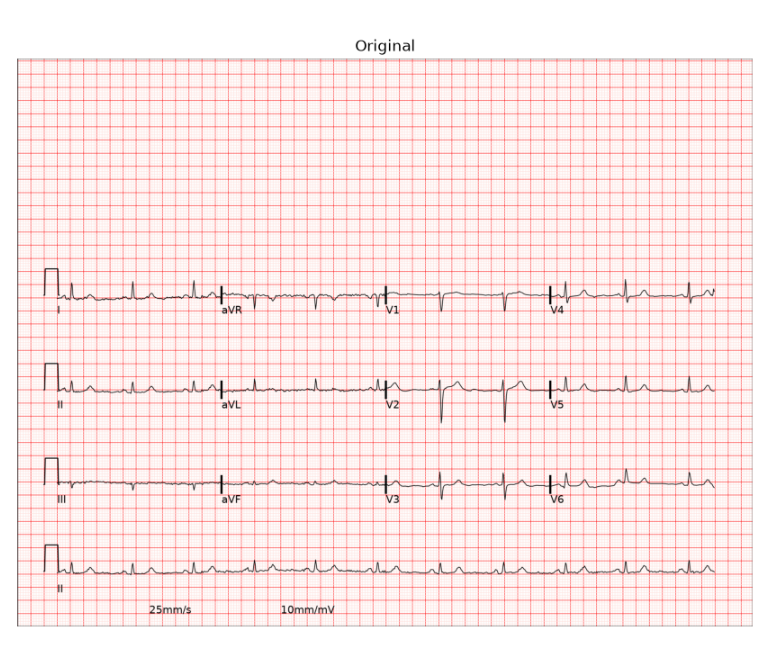 Original
I aVR V1 V4
II aVL V2 V5
III aVF V3 V6
II
25mm/s 10mm/mV